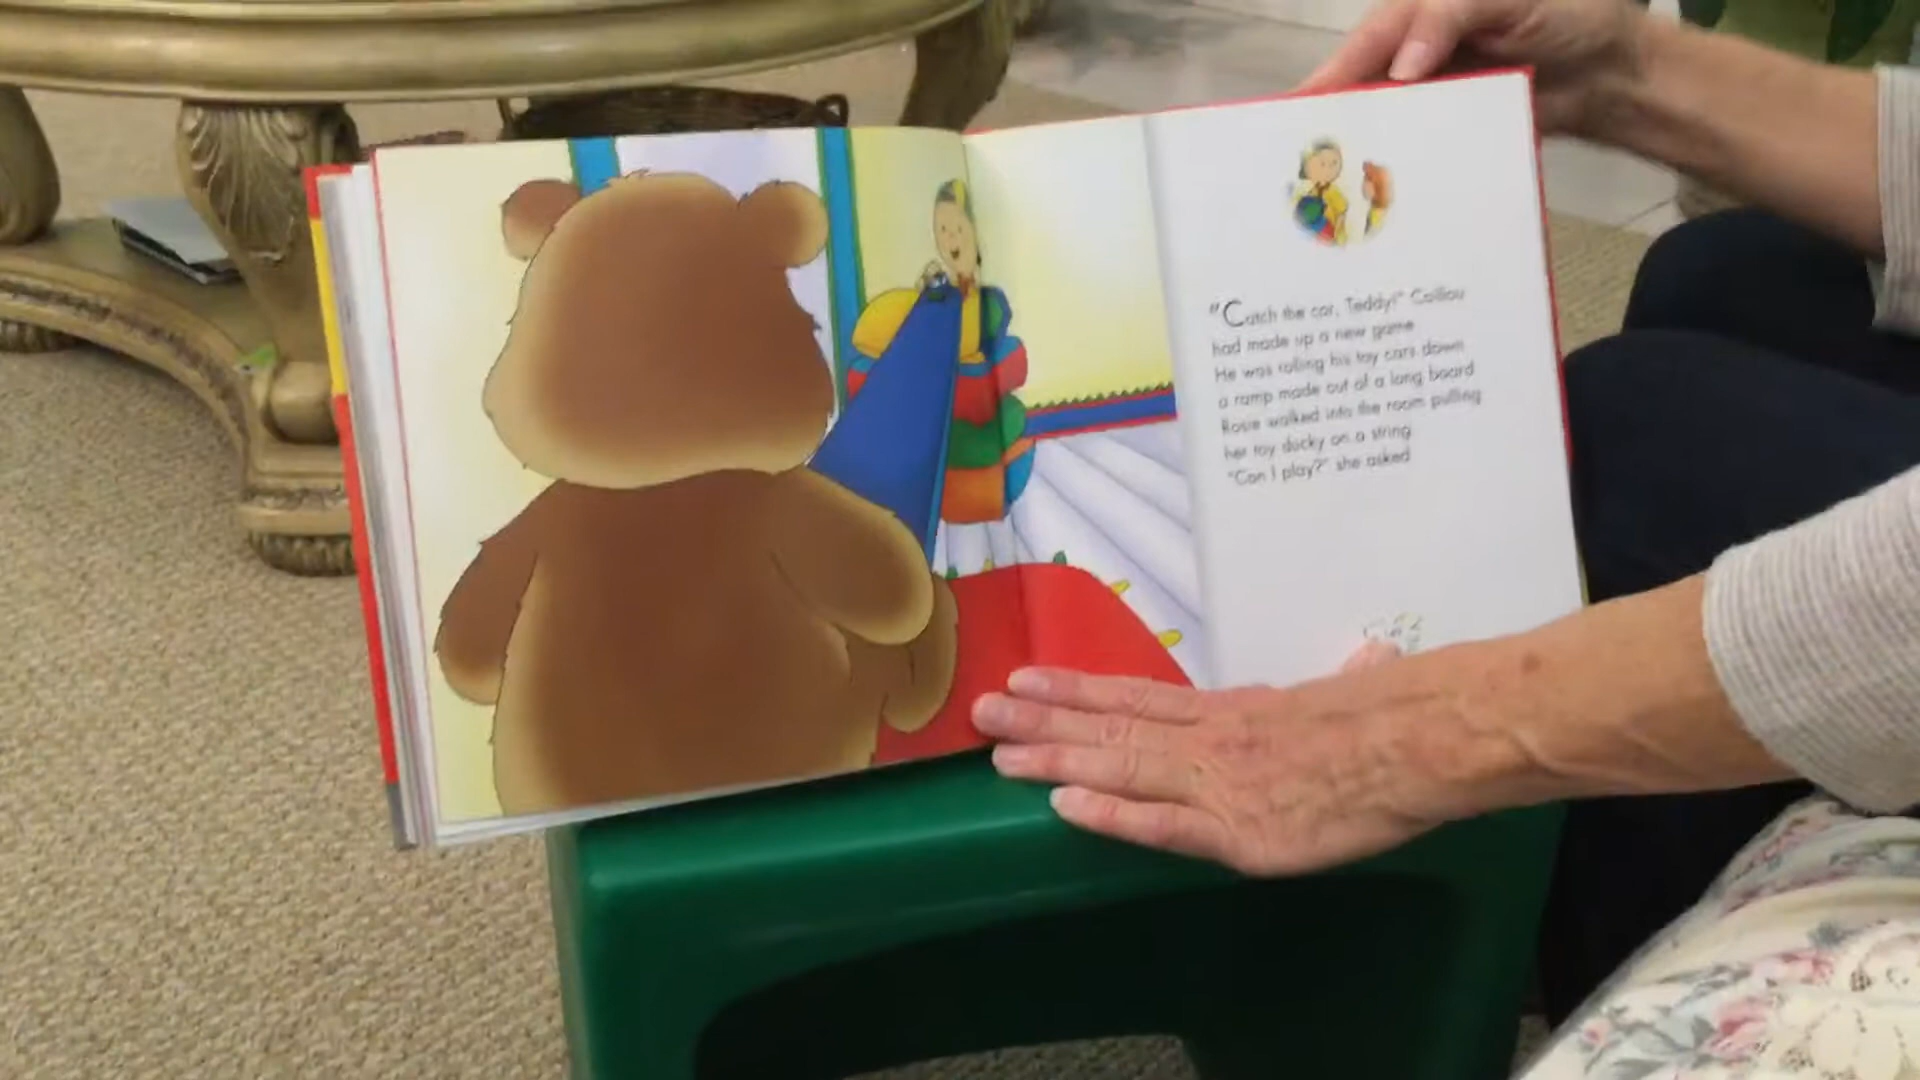 "Catch the car, Teddy!" Caillou
had made up a new game
He was rolling his toy cars down
a ramp made out of a long board
Rosie walked into the room pulling
her toy ducky on a string
"Can I play?" she asked